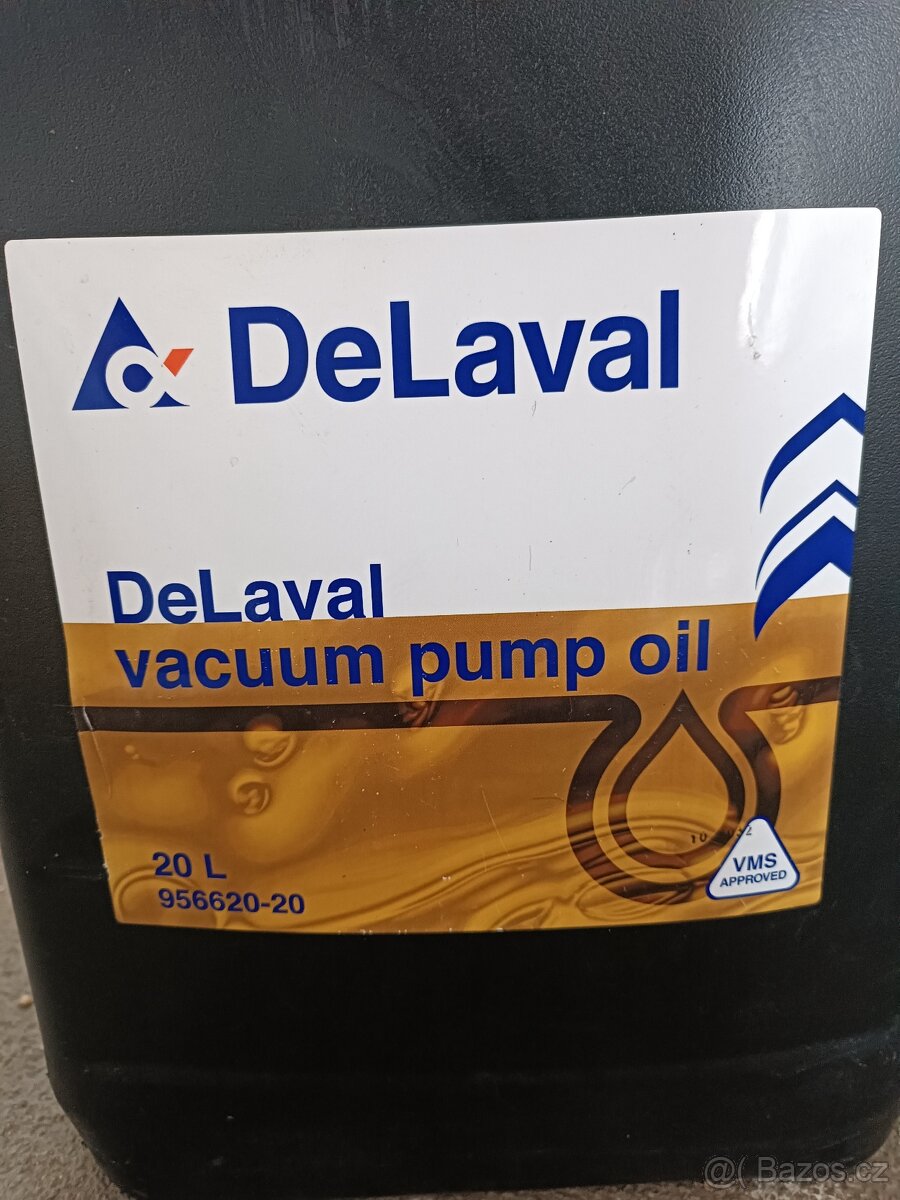 DeLaval
DeLaval
vacuum pump oil
20 L
956620-20
VMS
APPROVED
@( Bazos.cz